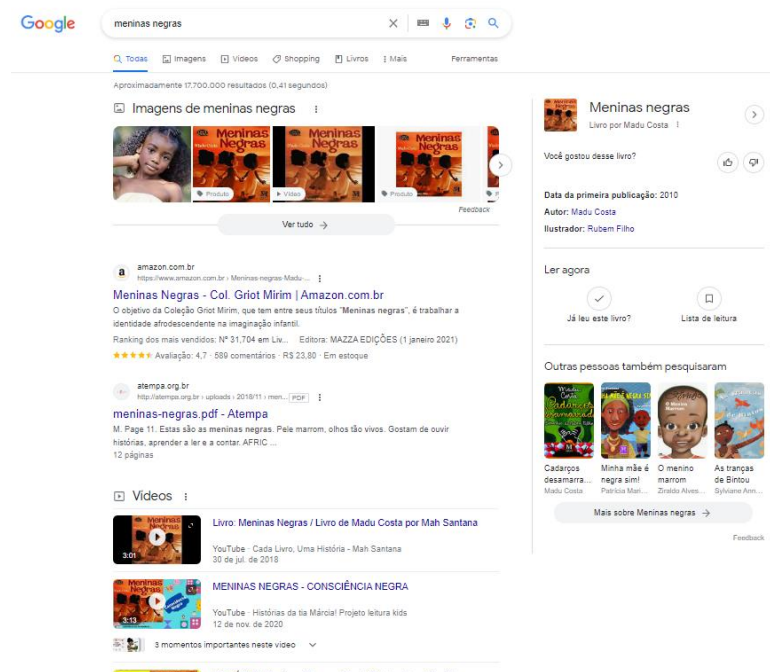 Google
meninas negras
Todas Imagens Vídeos Shopping Livros Mais Ferramentas
Aproximadamente 17.700.000 resultados (0,41 segundos)
Imagens de meninas negras
Meninas Negras
Produto
Meninas Negras
Vídeo
Meninas Negras
Produto
Feedback
Ver tudo →
amazon.com.br
https://www.amazon.com.br › Meninas-negras-Madu-...
Meninas Negras - Col. Griot Mirim | Amazon.com.br
O objetivo da Coleção Griot Mirim, que tem entre seus títulos "Meninas negras", é trabalhar a
identidade afrodescendente na imaginação infantil.
Ranking dos mais vendidos: Nº 31,704 em Liv... Editora: MAZZA EDIÇÕES (1 janeiro 2021)
Avaliação: 4,7 · 589 comentários · R$ 23,80 · Em estoque
atempa.org.br
http://atempa.org.br › uploads › 2018/11 › men... PDF
meninas-negras.pdf - Atempa
M. Page 11. Estas são as meninas negras. Pele marrom, olhos tão vivos. Gostam de ouvir
histórias, aprender a ler e a contar. AFRIC ...
12 páginas
Vídeos
Meninas Negras
3:01
Livro: Meninas Negras / Livro de Madu Costa por Mah Santana
YouTube · Cada Livro, Uma História - Mah Santana
30 de jul. de 2018
Meninas Negras
3:13
MENINAS NEGRAS - CONSCIÊNCIA NEGRA
YouTube · Histórias da tia Márcia! Projeto leitura kids
12 de nov. de 2020
3 momentos importantes neste vídeo
Meninas negras
Livro por Madu Costa
Você gostou desse livro?
Data da primeira publicação: 2010
Autor: Madu Costa
Ilustrador: Rubem Filho
Ler agora
Já leu este livro?
Lista de leitura
Outras pessoas também pesquisaram
Cadarços desamarra...
Madu Costa
Minha mãe é negra sim!
Patrícia Mari...
O menino marrom
Ziraldo Alves...
As tranças de Bintou
Sylviane Ann...
Mais sobre Meninas negras →
Feedback